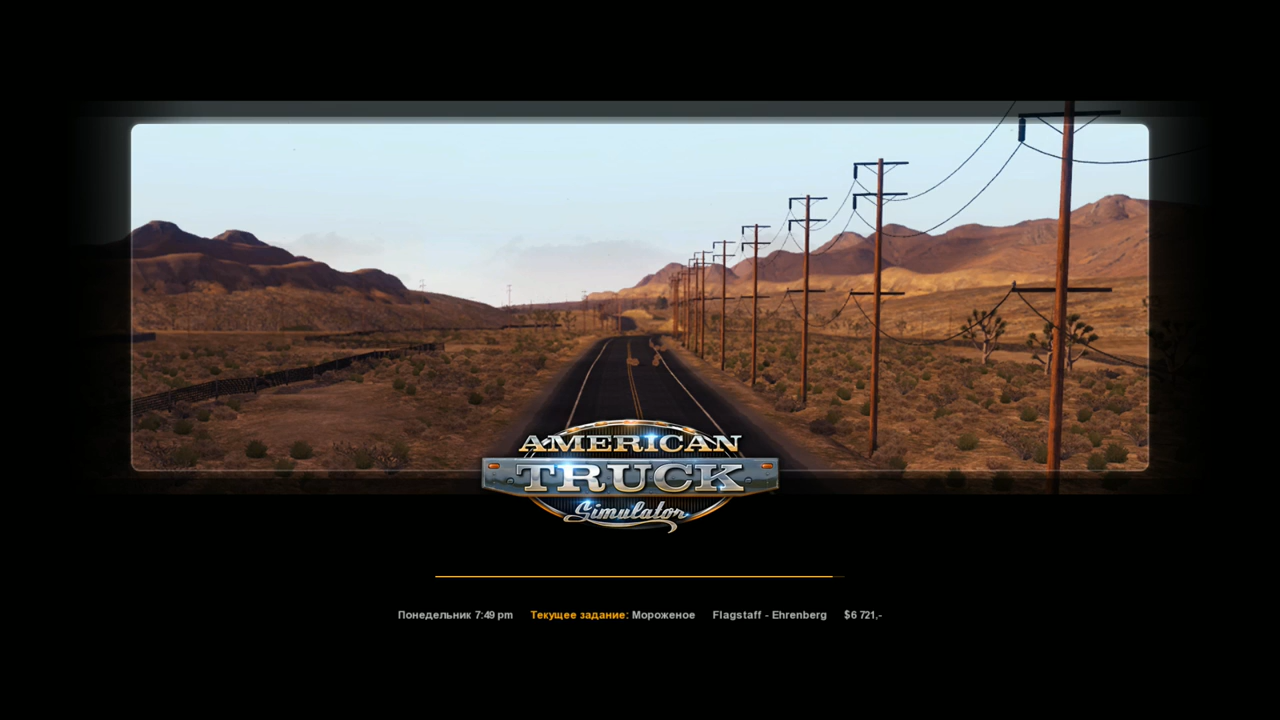 AMERICAN
TRUCK
Simulator
Понедельник 7:49 pm Текущее задание: Мороженое Flagstaff - Ehrenberg $6 721,-